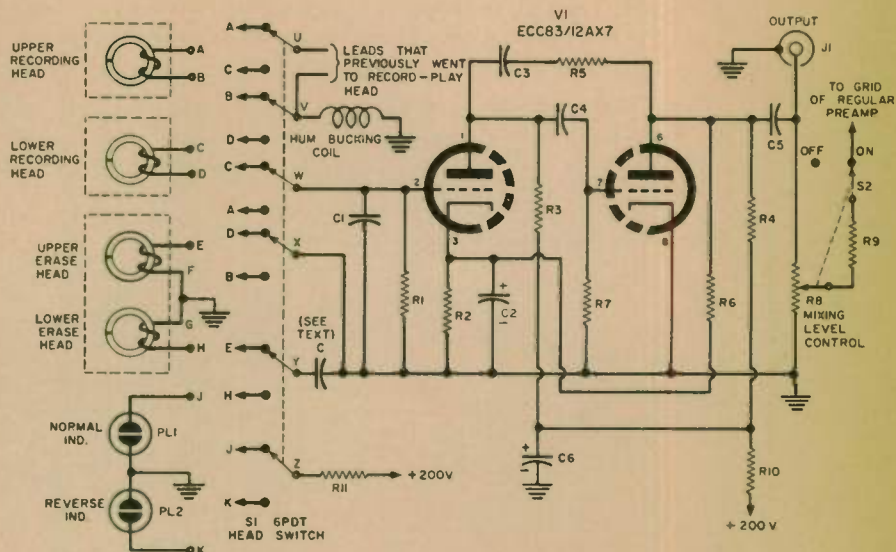 UPPER
RECORDING
HEAD
A
B
LOWER
RECORDING
HEAD
C
D
UPPER
ERASE
HEAD
E
F
LOWER
ERASE
HEAD
G
H
NORMAL
IND.
PL1
J
REVERSE
IND.
PL2
K
A
U
C
B
V
D
C
W
A
D
X
B
E
Y
H
J
Z
K
S1 6PDT
HEAD SWITCH
LEADS THAT
PREVIOUSLY WENT
TO RECORD-PLAY
HEAD
HUM BUCKING
COIL
(SEE
TEXT)
C
C1
R1
R2
C2
R11
+200V
V1
ECC83/12AX7
C3
R5
1
2
3
C4
R3
6
7
8
R7
R6
R4
C5
C6
R10
+200V
OUTPUT
J1
TO GRID
OF REGULAR
PREAMP
OFF
ON
S2
R9
R8
MIXING
LEVEL
CONTROL